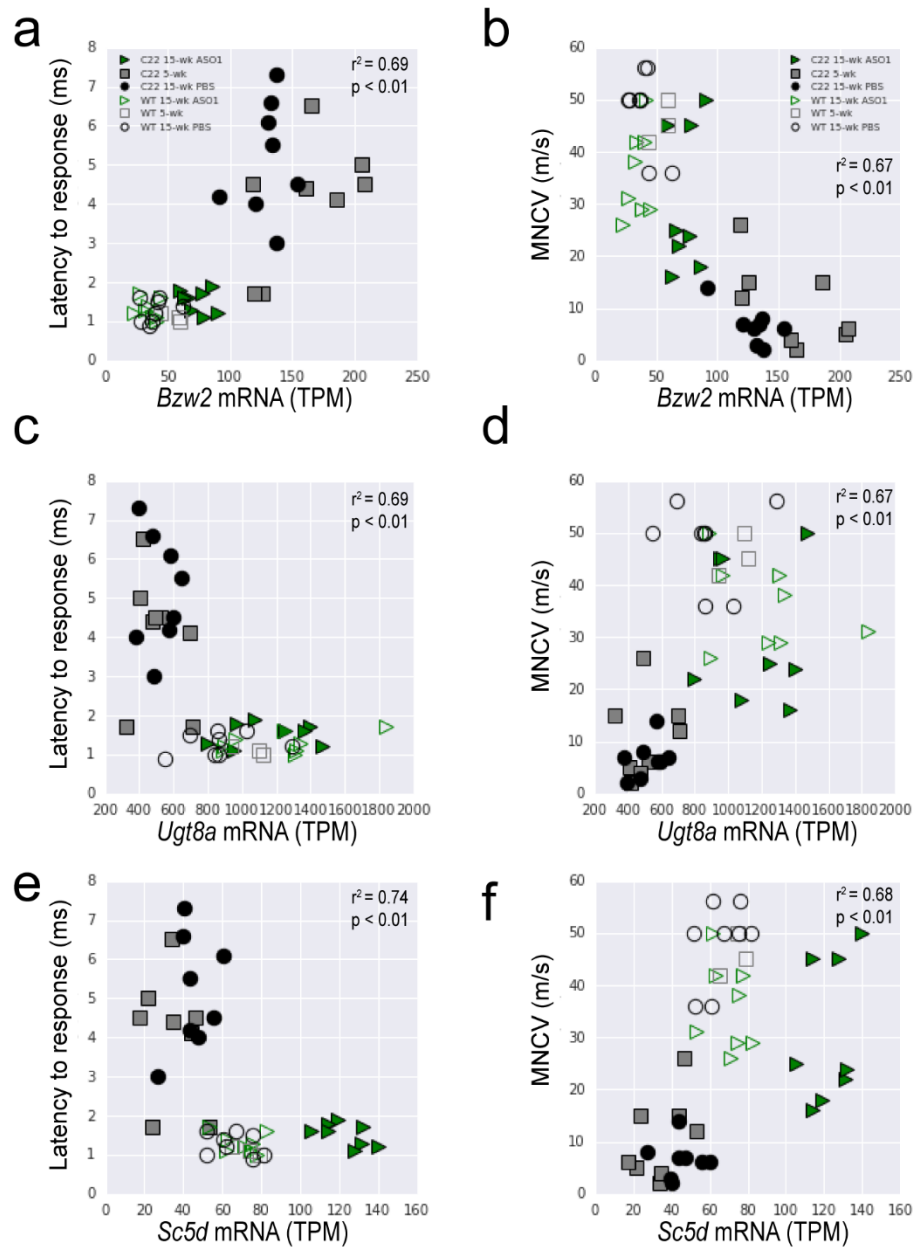 a
8
7
6
5
4
3
2
1
0
Latency to response (ms)
C22 15-wk ASO1
C22 5-wk
C22 15-wk PBS
WT 15-wk ASO1
WT 5-wk
WT 15-wk PBS
r² = 0.69
p < 0.01
0 50 100 150 200 250
Bzw2 mRNA (TPM)
b
60
50
40
30
20
10
0
MNCV (m/s)
C22 15-wk ASO1
C22 5-wk
C22 15-wk PBS
WT 15-wk ASO1
WT 5-wk
WT 15-wk PBS
r² = 0.67
p < 0.01
0 50 100 150 200 250
Bzw2 mRNA (TPM)
c
8
7
6
5
4
3
2
1
0
Latency to response (ms)
r² = 0.69
p < 0.01
200 400 600 800 1000 1200 1400 1600 1800 2000
Ugt8a mRNA (TPM)
d
60
50
40
30
20
10
0
MNCV (m/s)
r² = 0.67
p < 0.01
200 400 600 800 1000 1200 1400 1600 1800 2000
Ugt8a mRNA (TPM)
e
8
7
6
5
4
3
2
1
0
Latency to response (ms)
r² = 0.74
p < 0.01
0 20 40 60 80 100 120 140 160
Sc5d mRNA (TPM)
f
60
50
40
30
20
10
0
MNCV (m/s)
r² = 0.68
p < 0.01
0 20 40 60 80 100 120 140 160
Sc5d mRNA (TPM)